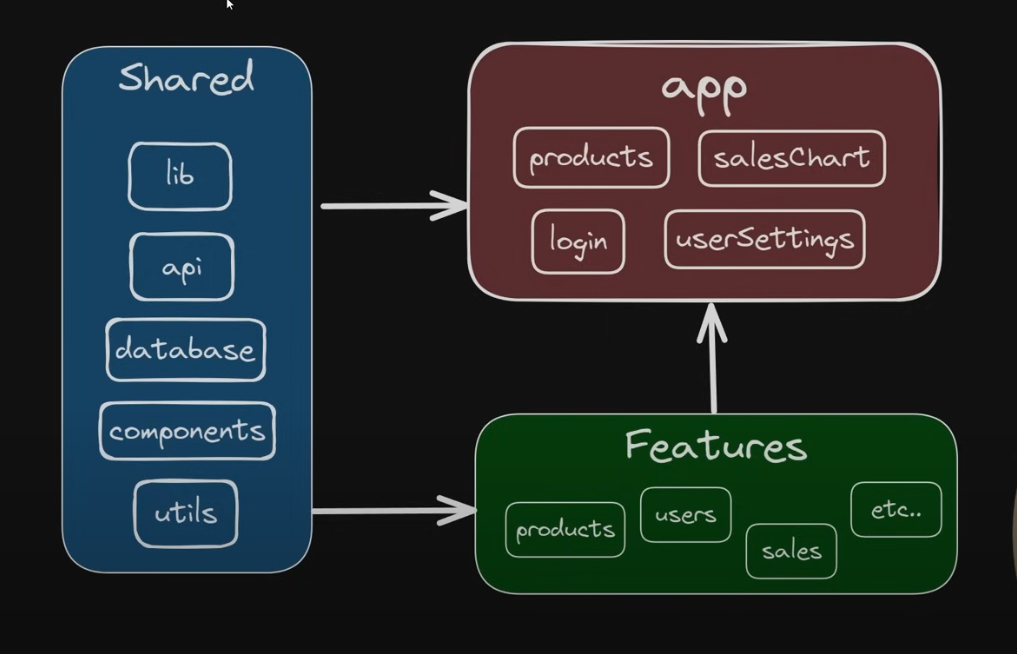 Shared
lib
api
database
components
utils
app
products
salesChart
login
userSettings
Features
products
users
sales
etc..